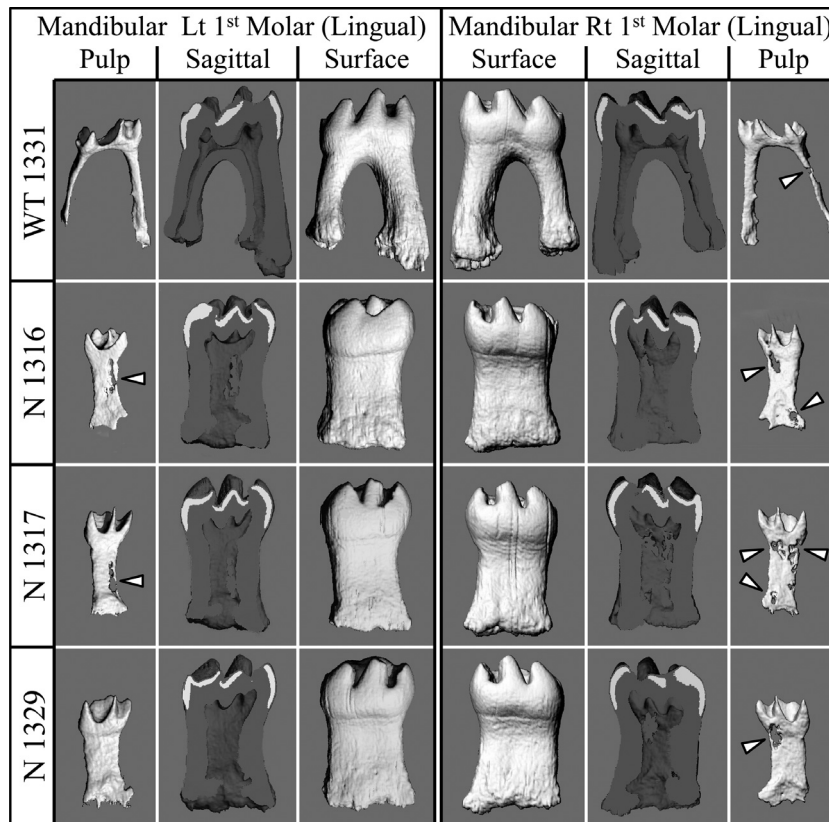 Mandibular Lt 1st Molar (Lingual) Mandibular Rt 1st Molar (Lingual)
Pulp Sagittal Surface Surface Sagittal Pulp
WT 1331
N 1316
N 1317
N 1329